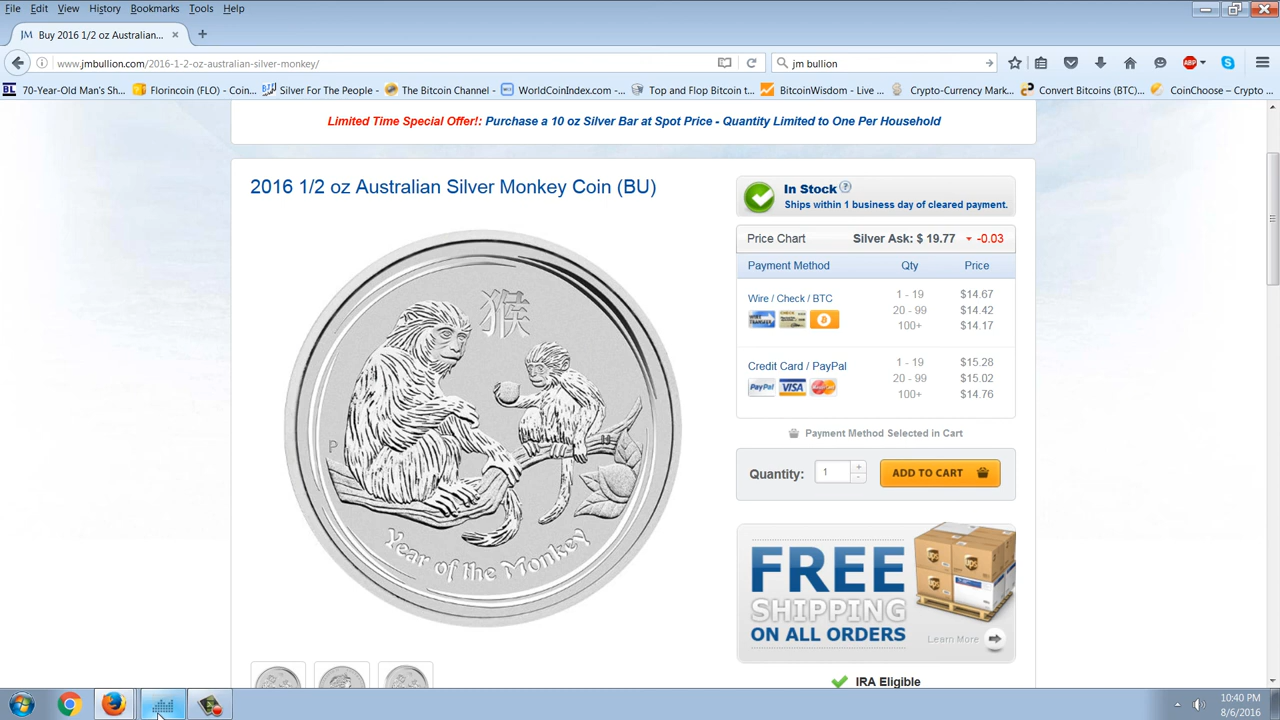 File Edit View History Bookmarks Tools Help
JM Buy 2016 1/2 oz Australian... × +
www.jmbullion.com/2016-1-2-oz-australian-silver-monkey/
jm bullion
ABP
BL 70-Year-Old Man's Sh... Florincoin (FLO) - Coin... Silver For The People - The Bitcoin Channel - WorldCoinIndex.com -... Top and Flop Bitcoin t... BitcoinWisdom - Live ... Crypto-Currency Mark... Convert Bitcoins (BTC)... CoinChoose – Crypto ...
Limited Time Special Offer!: Purchase a 10 oz Silver Bar at Spot Price - Quantity Limited to One Per Household
2016 1/2 oz Australian Silver Monkey Coin (BU)
猴
P
Year of the Monkey
In Stock ?
Ships within 1 business day of cleared payment.
Price Chart Silver Ask: $ 19.77 -0.03
Payment Method Qty Price
Wire / Check / BTC 1 - 19 $14.67
20 - 99 $14.42
100+ $14.17
Credit Card / PayPal 1 - 19 $15.28
PayPal VISA MasterCard 20 - 99 $15.02
100+ $14.76
Payment Method Selected in Cart
Quantity: 1 + - ADD TO CART
FREE
SHIPPING
ON ALL ORDERS
ups
Learn More
IRA Eligible
10:40 PM
8/6/2016